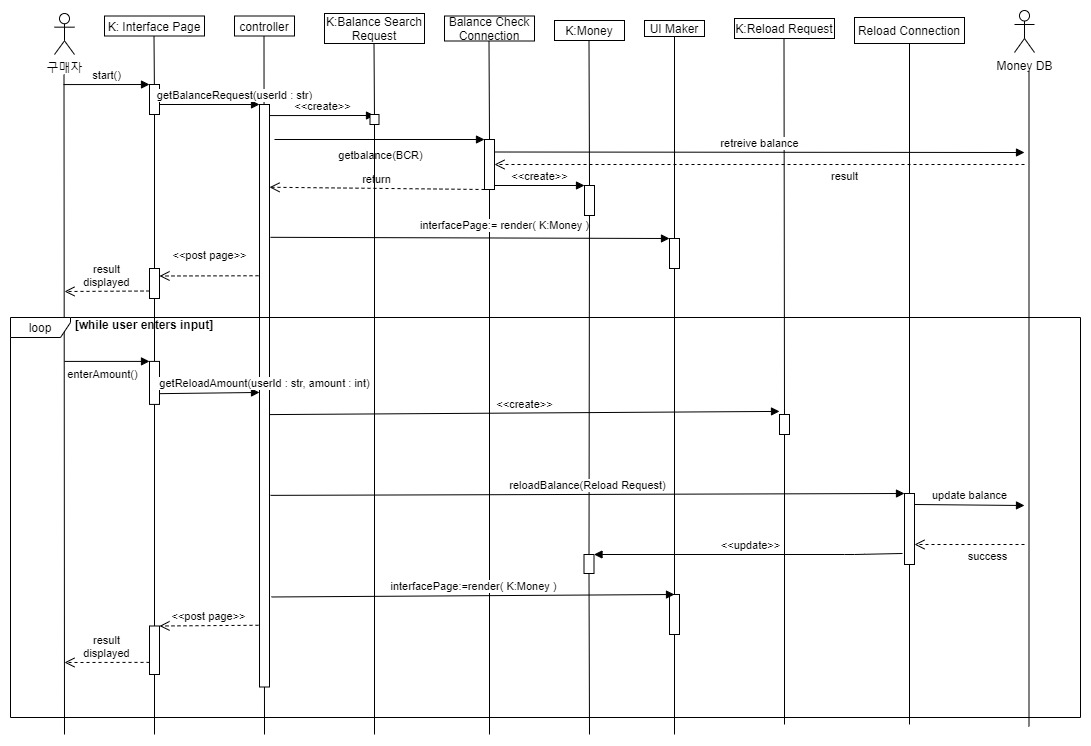 K: Interface Page
controller
K:Balance Search
Request
Balance Check
Connection
K:Money
UI Maker
K:Reload Request
Reload Connection
구매자
Money DB
start()
getBalanceRequest(userId : str)
<<create>>
getbalance(BCR)
retreive balance
result
return
<<create>>
interfacePage:= render( K:Money )
<<post page>>
result
displayed
loop
[while user enters input]
enterAmount()
getReloadAmount(userId : str, amount : int)
<<create>>
reloadBalance(Reload Request)
update balance
<<update>>
success
interfacePage:=render( K:Money )
<<post page>>
result
displayed